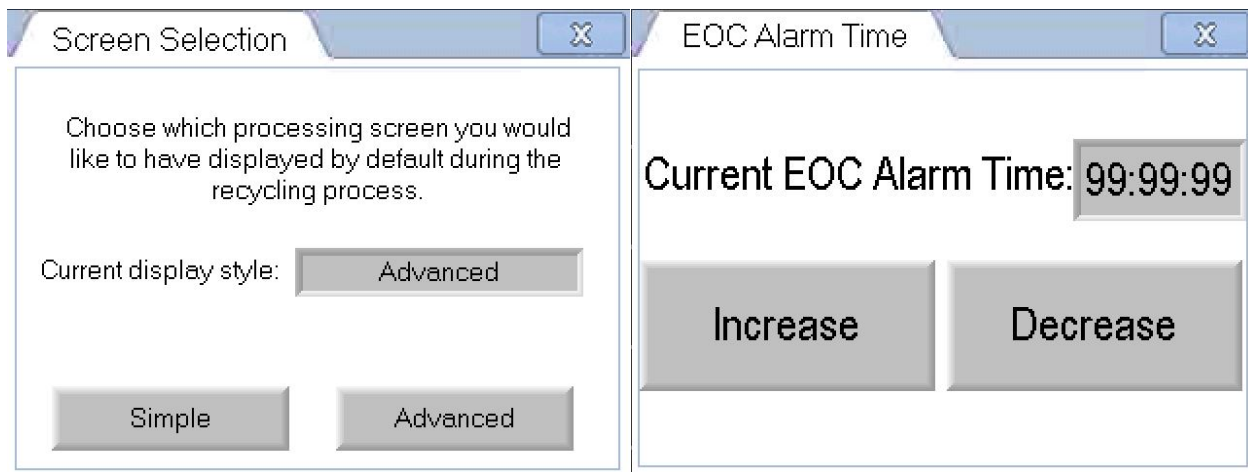 Screen Selection
Choose which processing screen you would
like to have displayed by default during the
recycling process.
Current display style: Advanced
Simple Advanced
EOC Alarm Time
Current EOC Alarm Time: 99:99:99
Increase Decrease